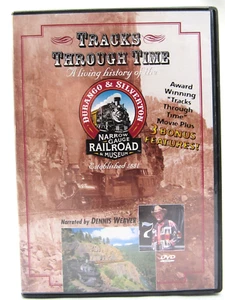 TRACKS
THROUGH TIME
A living history of the
DURANGO & SILVERTON
NARROW
GAUGE
RAILROAD
& MUSEUM
Established 1881
Award
Winning
"Tracks
Through
Time"
Movie Plus
3 BONUS
FEATURES!
Narrated by DENNIS WEAVER
DVD